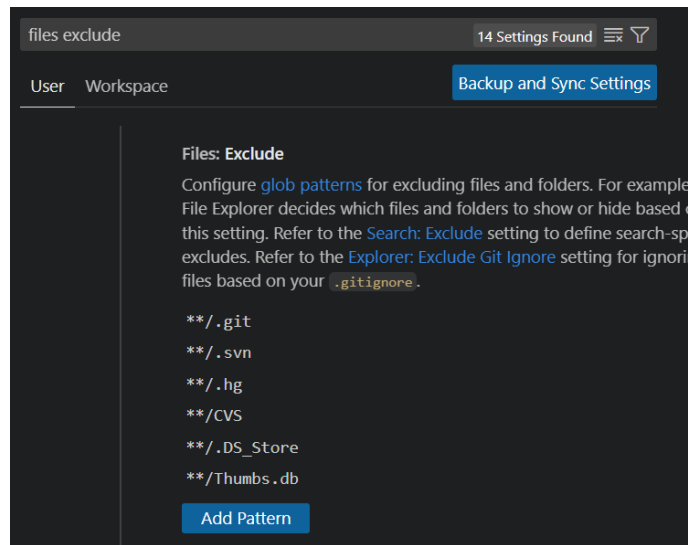 files exclude
14 Settings Found
User Workspace
Backup and Sync Settings
Files: Exclude
Configure glob patterns for excluding files and folders. For example
File Explorer decides which files and folders to show or hide based
this setting. Refer to the Search: Exclude setting to define
excludes. Refer to the Explorer: Exclude Git Ignore setting for
files based on your .gitignore.
**/.git
**/.svn
**/.hg
**/CVS
**/.DS_Store
**/Thumbs.db
Add Pattern